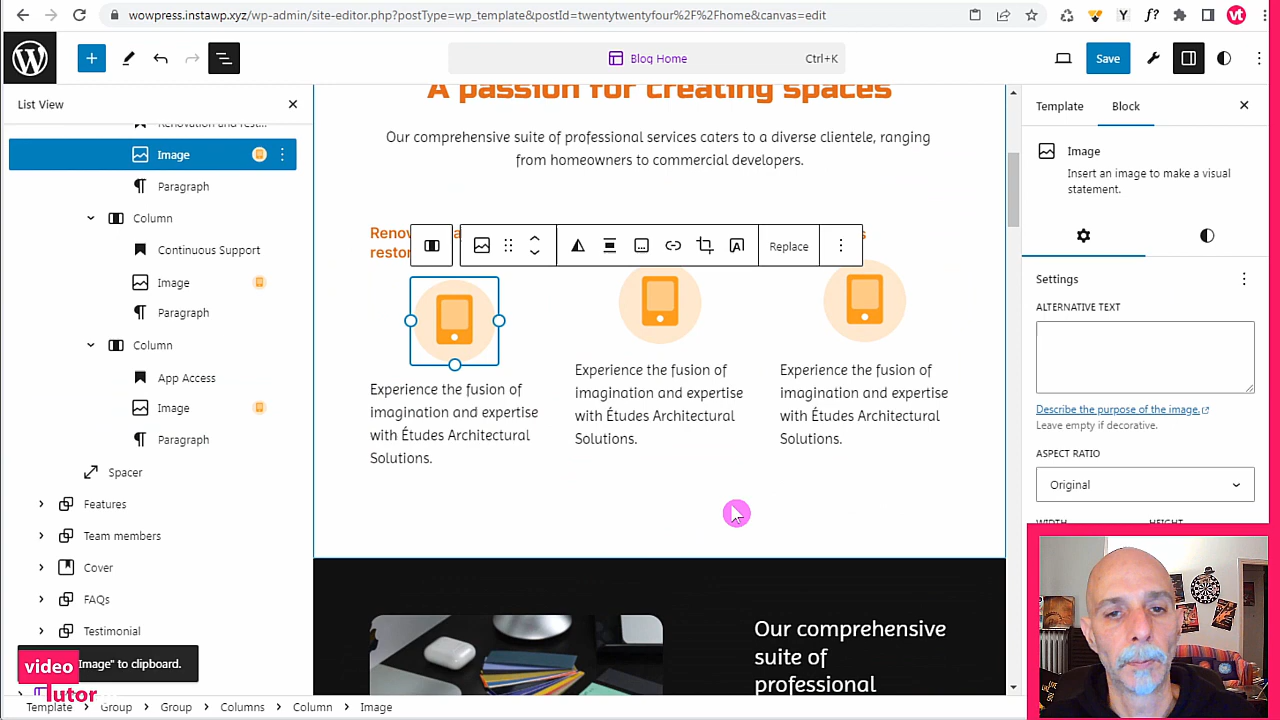 wowpress.instawp.xyz/wp-admin/site-editor.php?postType=wp_template&postId=twentytwentyfour%2F%2Fhome&canvas=edit
Blog Home
Ctrl+K
Save
List View
Template
Block
A passion for creating spaces
Image
Our comprehensive suite of professional services caters to a diverse clientele, ranging
from homeowners to commercial developers.
Image
Insert an image to make a visual
statement.
Paragraph
Column
Continuous Support
Replace
Image
Settings
ALTERNATIVE TEXT
Paragraph
Column
App Access
Image
Paragraph
Experience the fusion of
imagination and expertise
with Études Architectural
Solutions.
Experience the fusion of
imagination and expertise
with Études Architectural
Solutions.
Experience the fusion of
imagination and expertise
with Études Architectural
Solutions.
Describe the purpose of the image.
Leave empty if decorative.
ASPECT RATIO
Original
Spacer
Features
Team members
Cover
FAQs
Testimonial
Our comprehensive
suite of
professional
video
Tutor
Image" to clipboard.
Template › Group › Group › Columns › Column › Image